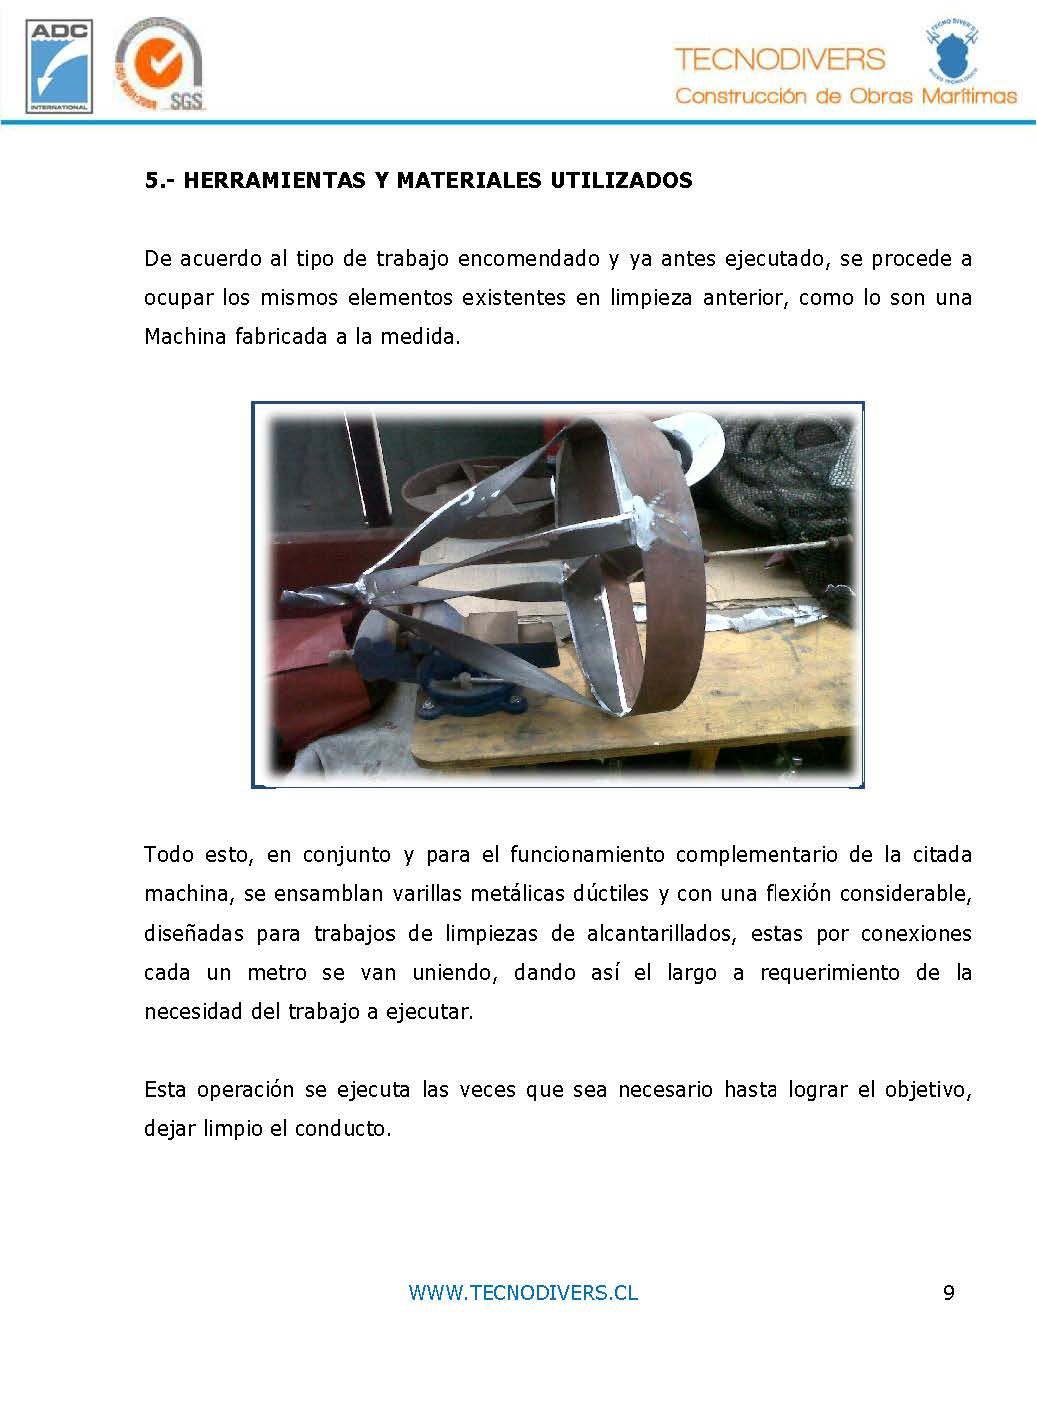 ADC
INTERNATIONAL
SGS
TECNODIVERS
Construcción de Obras Marítimas
5.- HERRAMIENTAS Y MATERIALES UTILIZADOS
De acuerdo al tipo de trabajo encomendado y ya antes ejecutado, se procede a
ocupar los mismos elementos existentes en limpieza anterior, como lo son una
Machina fabricada a la medida.
Todo esto, en conjunto y para el funcionamiento complementario de la citada
machina, se ensamblan varillas metálicas dúctiles y con una flexión considerable,
diseñadas para trabajos de limpiezas de alcantarillados, estas por conexiones
cada un metro se van uniendo, dando así el largo a requerimiento de la
necesidad del trabajo a ejecutar.
Esta operación se ejecuta las veces que sea necesario hasta lograr el objetivo,
dejar limpio el conducto.
WWW.TECNODIVERS.CL 9